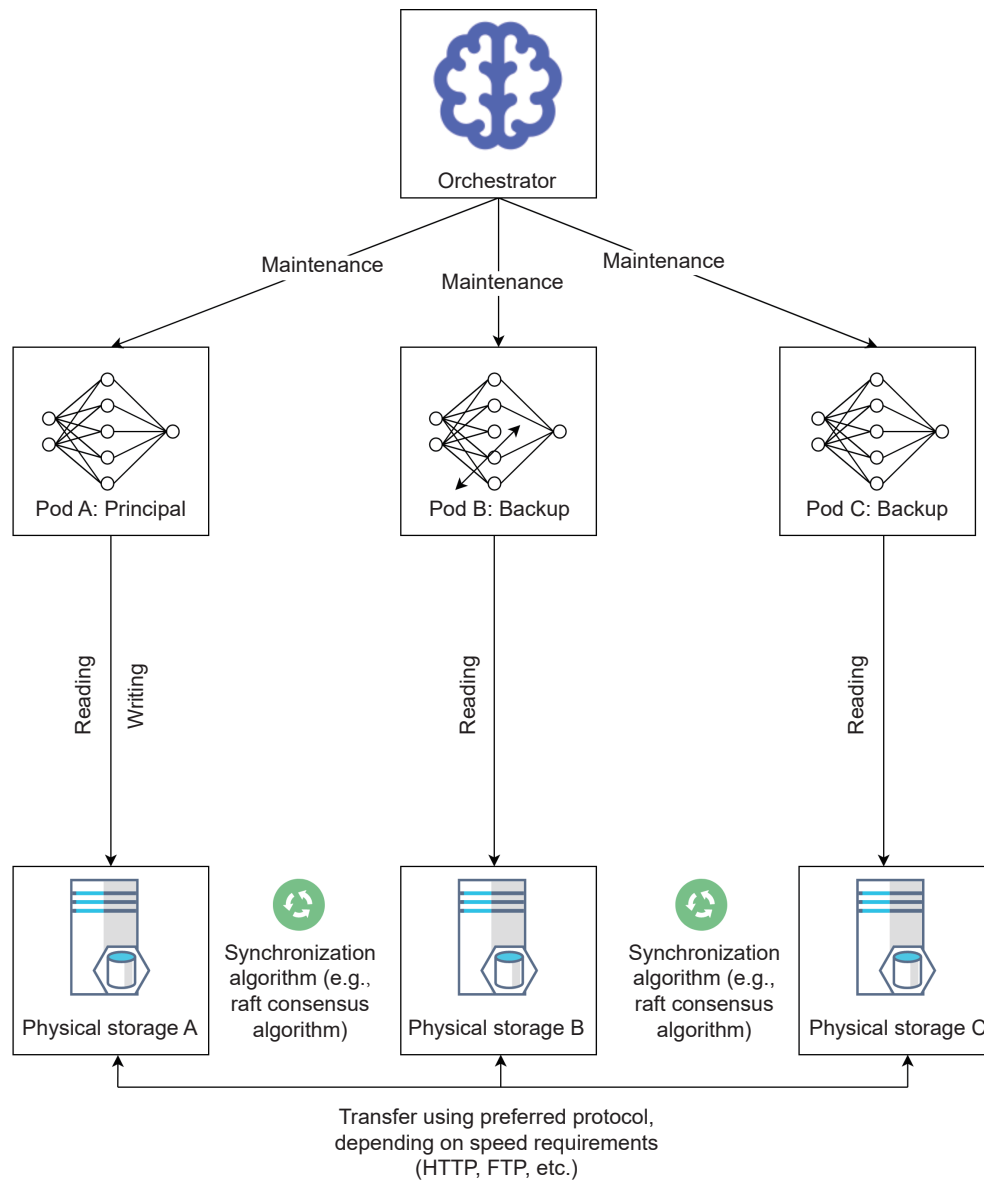 Orchestrator
Maintenance
Maintenance
Maintenance
Pod A: Principal
Pod B: Backup
Pod C: Backup
Reading
Writing
Reading
Reading
Synchronization
algorithm (e.g.,
raft consensus
algorithm)
Synchronization
algorithm (e.g.,
raft consensus
algorithm)
Physical storage A
Physical storage B
Physical storage C
Transfer using preferred protocol,
depending on speed requirements
(HTTP, FTP, etc.)